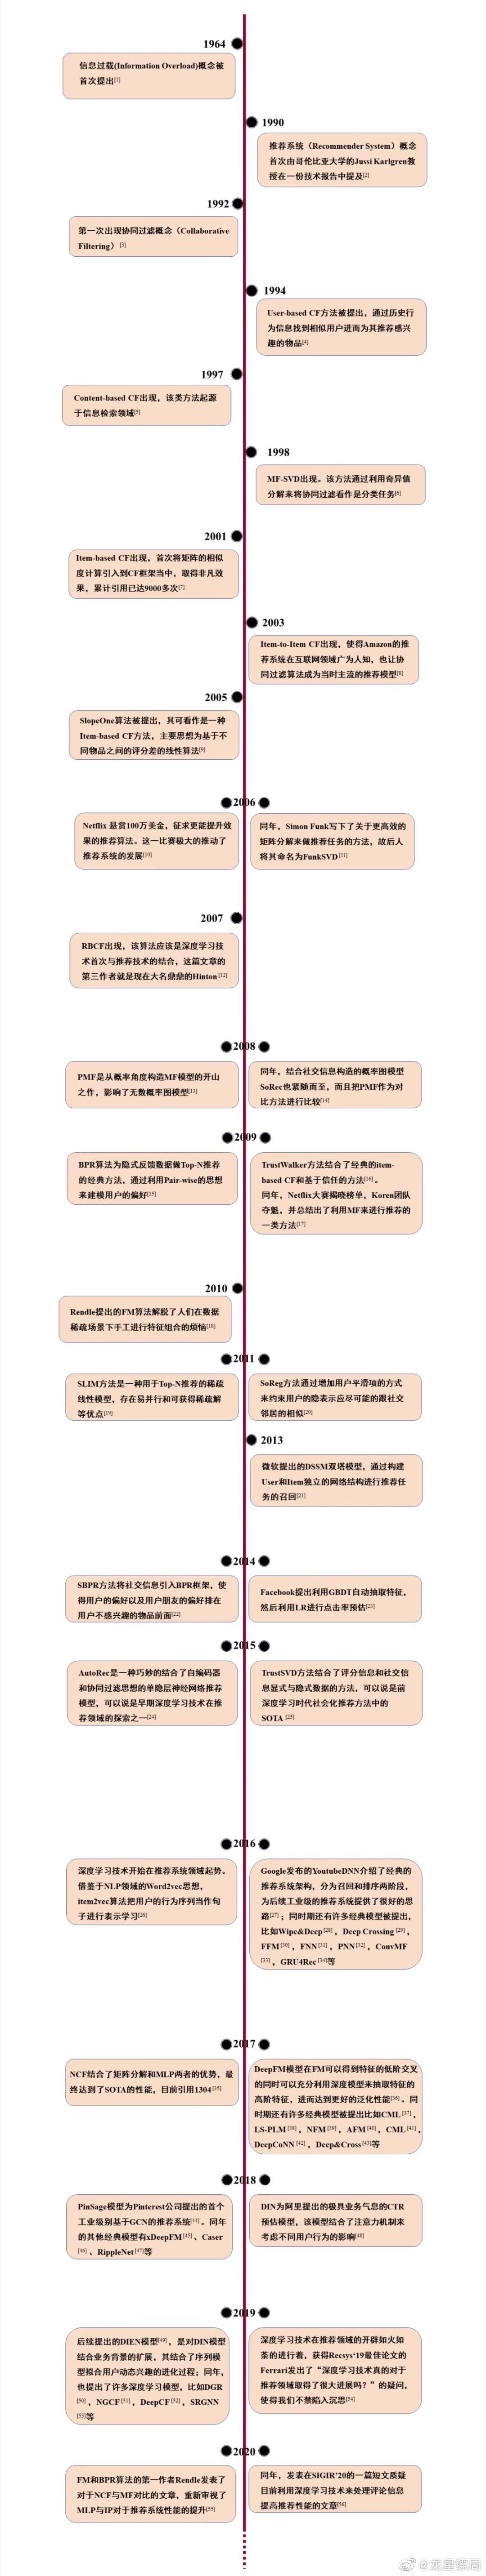 1964
信息过载(Information Overload)概念被
首次提出[1]
1990
推荐系统（Recommender System）概念
首次由哥伦比亚大学的Jussi Karlgren教
授在一份技术报告中提及[2]
1992
第一次出现协同过滤概念（Collaborative
Filtering）[3]
1994
User-based CF方法被提出，通过历史行
为信息找到相似用户进而为其推荐感兴
趣的物品[4]
1997
Content-based CF出现，该类方法起源
于信息检索领域[5]
1998
MF-SVD出现。该方法通过利用奇异值
分解来将协同过滤看作是分类任务[6]
2001
Item-based CF出现，首次将矩阵的相似
度计算引入到CF框架当中，取得非凡效
果，累计引用已达9000多次[7]
2003
Item-to-Item CF出现，使得Amazon的推
荐系统在互联网领域广为人知，也让协
同过滤算法成为当时主流的推荐模型[8]
2005
SlopeOne算法被提出，其可看作是一种
Item-based CF方法，主要思想为基于不
同物品之间的评分差的线性算法[9]
2006
Netflix 悬赏100万美金，征求更能提升效
果的推荐算法。这一比赛极大的推动了
推荐系统的发展[10]
同年，Simon Funk写下了关于更高效的
矩阵分解来做推荐任务的方法，故后人
将其命名为FunkSVD[11]
2007
RBCF出现，该算法应该是深度学习技
术首次与推荐技术的结合，这篇文章的
第三作者就是现在大名鼎鼎的Hinton[12]
2008
PMF是从概率角度构造MF模型的开山
之作，影响了无数概率图模型[13]
同年，结合社交信息构造的概率图模型
SoRec也紧随而至，而且把PMF作为对
比方法进行比较[14]
2009
BPR算法为隐式反馈数据做Top-N推荐
的经典方法，通过利用Pair-wise的思想
来建模用户的偏好[15]
TrustWalker方法结合了经典的item-
based CF和基于信任的方法[16]。
同年，Netflix大赛揭晓榜单，Koren团队
夺魁，并总结出了利用MF来进行推荐的
一类方法[17]
2010
Rendle提出的FM算法解脱了人们在数据
稀疏场景下手工进行特征组合的烦恼[18]
2011
SLIM方法是一种用于Top-N推荐的稀疏
线性模型，存在易并行和可获得稀疏解
等优点[19]
SoReg方法通过增加用户平滑项的方式
来约束用户的隐表示应尽可能的跟社交
邻居的相似[20]
2013
微软提出的DSSM双塔模型，通过构建
User和Item独立的网络结构进行推荐任
务的召回[21]
2014
SBPR方法将社交信息引入BPR框架，使
得用户的偏好以及用户朋友的偏好排在
用户不感兴趣的物品前面[22]
Facebook提出利用GBDT自动抽取特征，
然后利用LR进行点击率预估[23]
2015
AutoRec是一种巧妙的结合了自编码器
和协同过滤思想的单隐层神经网络推荐
模型，可以说是早期深度学习技术在推
荐领域的探索之一[24]
TrustSVD方法结合了评分信息和社交信
息显式与隐式数据的方法，可以说是前
深度学习时代社会化推荐方法中的
SOTA [25]
2016
深度学习技术开始在推荐系统领域起势。
借鉴于NLP领域的Word2vec思想，
item2vec算法把用户的行为序列当作句
子进行表示学习[26]
Google发布的YoutubeDNN介绍了经典的
推荐系统架构，分为召回和排序两阶段，
为后续工业级的推荐系统提供了很好的思
路[27]；同时期还有许多经典模型被提出，
比如Wipe&Deep[28]，Deep Crossing [29]，
FFM [30]，FNN[31]，PNN [32]，ConvMF
[33]，GRU4Rec [34]等
2017
NCF结合了矩阵分解和MLP两者的优势，最
终达到了SOTA的性能，目前引用1304 [35]
DeepFM模型在FM可以得到特征的低阶交叉
的同时可以充分利用深度模型来抽取特征的
高阶特征，进而达到更好的泛化性能[36]。同
时期还有许多经典模型被提出比如CML [37]，
LS-PLM [38]，NFM [39]，AFM [40]，CML [41]，
DeepCoNN [42]，Deep&Cross [43]等
2018
PinSage模型为Pinterest公司提出的首个
工业级别基于GCN的推荐系统[44]。同年
的其他经典模型有xDeepFM [45]、Caser
[46]、RippleNet [47]等
DIN为阿里提出的极具业务气息的CTR
预估模型，该模型结合了注意力机制来
考虑不同用户行为的影响[48]
2019
后续提出的DIEN模型[49]，是对DIN模型
结合业务背景的扩展，其结合了序列模
型拟合用户动态兴趣的进化过程；同年，
也提出了许多深度学习模型，比如DGR
[50]，NGCF [51]，DeepCF [52]，SRGNN
[53]等
深度学习技术在推荐领域的开辟如火如
荼的进行着，获得Recsys‘19最佳论文的
Ferrari发出了“深度学习技术真的对于
推荐领域取得了很大进展吗？”的疑问，
使得我们不禁陷入沉思[54]
2020
FM和BPR算法的第一作者Rendle发表了
对于NCF与MF对比的文章，重新审视了
MLP与IP对于推荐系统性能的提升[55]
同年，发表在SIGIR’20的一篇短文质疑
目前利用深度学习技术来处理评论信息
提高推荐性能的文章[56]
@龙星镖局